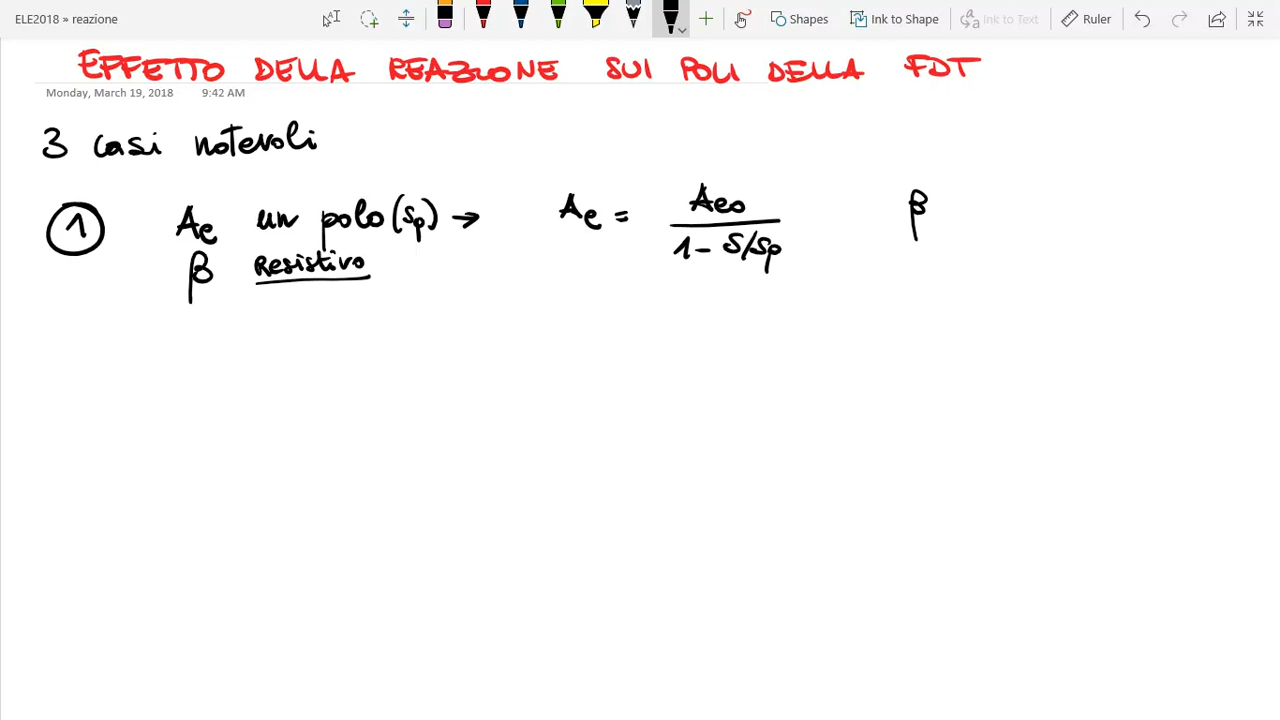 ELE2018 » reazione
Shapes
Ink to Shape
Ink to Text
Ruler
EFFETTO DELLA REAZIONE SUI POLI DELLA FDT
Monday, March 19, 2018 9:42 AM
3 casi notevoli
1 Ae un polo (sp) → Ae = Aeo / (1 - S/Sp) β
β Resistivo